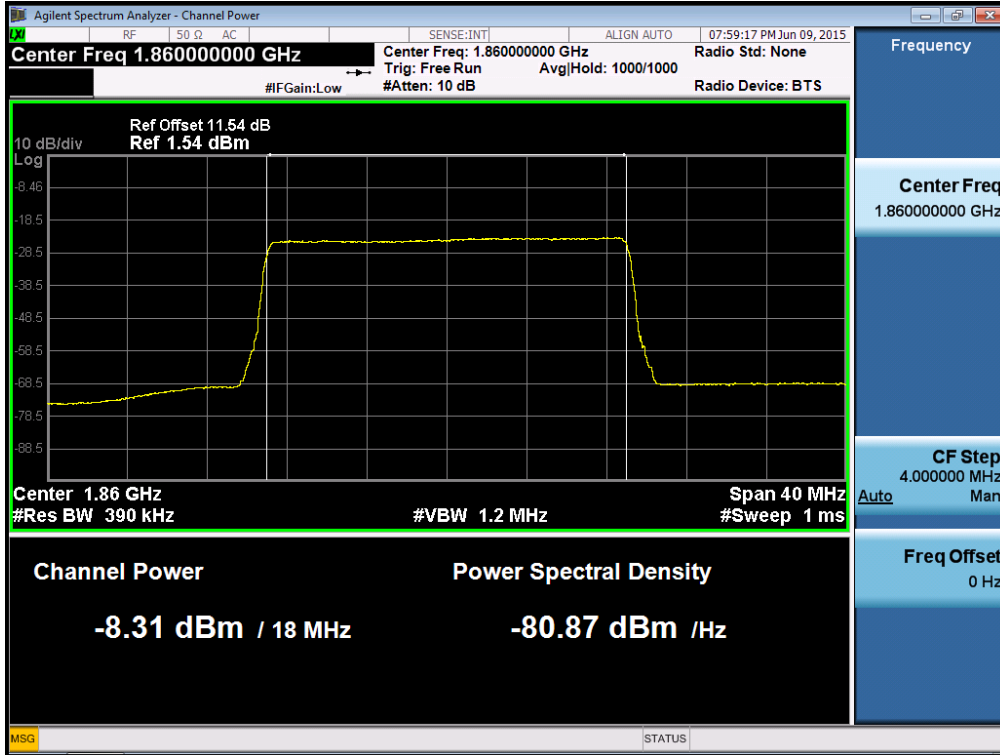 Agilent Spectrum Analyzer - Channel Power
LXI RF 50 Ω AC SENSE:INT ALIGN AUTO 07:59:17 PM Jun 09, 2015
Center Freq 1.860000000 GHz
Center Freq: 1.860000000 GHz
Radio Std: None
Trig: Free Run Avg|Hold: 1000/1000
#IFGain:Low
#Atten: 10 dB
Radio Device: BTS
Ref Offset 11.54 dB
10 dB/div Ref 1.54 dBm
Log
-8.46
-18.5
-28.5
-38.5
-48.5
-58.5
-68.5
-78.5
-88.5
Center 1.86 GHz
Span 40 MHz
#Res BW 390 kHz
#VBW 1.2 MHz
#Sweep 1 ms
Channel Power
Power Spectral Density
-8.31 dBm / 18 MHz
-80.87 dBm /Hz
MSG
STATUS
Frequency
Center Freq
1.860000000 GHz
CF Step
4.000000 MHz
Auto Man
Freq Offset
0 Hz